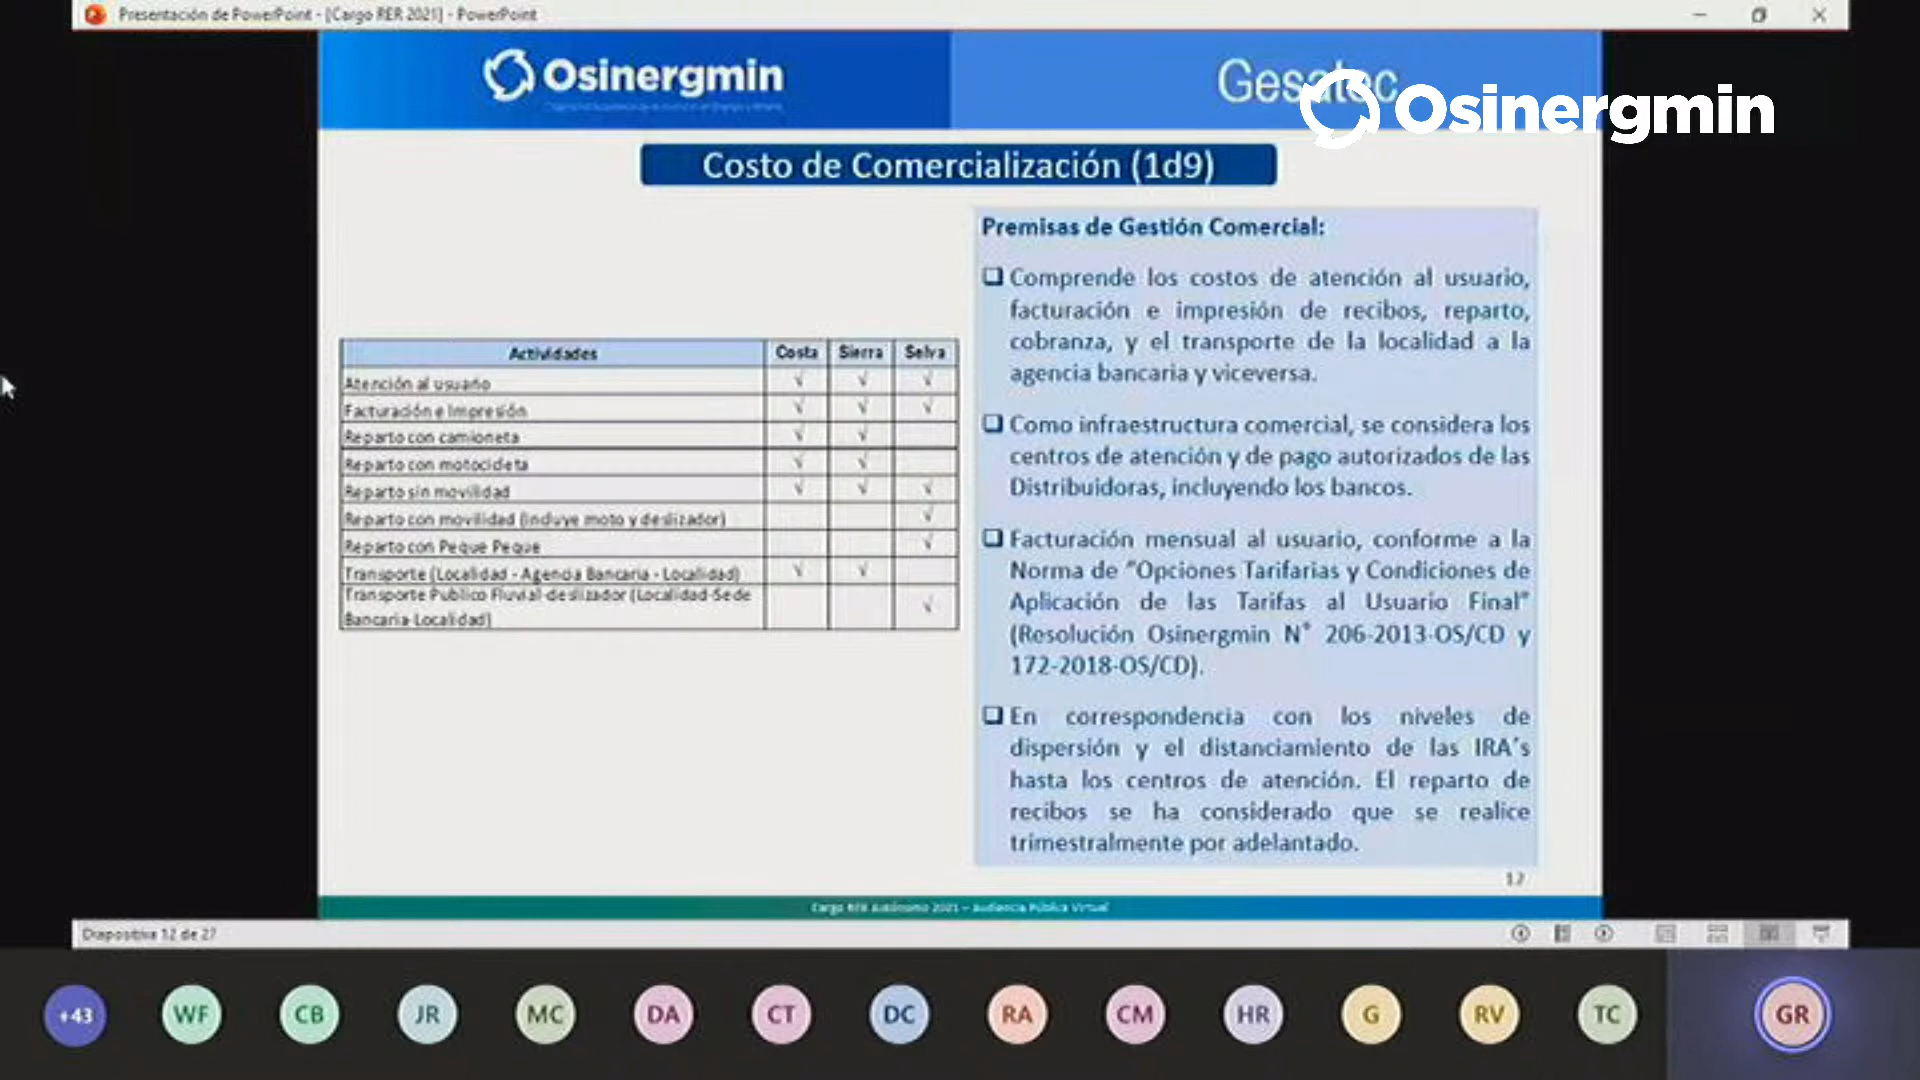 Presentación de PowerPoint - [Cargo RER 2021] - PowerPoint
Osinergmin
Gesatec
Osinergmin
Costo de Comercialización (1d9)
Actividades Costa Sierra Selva
Atención al usuario √ √ √
Facturación e Impresión √ √ √
Reparto con camioneta √ √
Reparto con motocicleta √ √
Reparto sin movilidad √ √ √
Reparto con movilidad (incluye moto y deslizador) √
Reparto con Peque Peque √
Transporte (Localidad - Agencia Bancaria - Localidad) √ √
Transporte Publico Fluvial-deslizador (Localidad-Sede
Bancaria-Localidad) √
Premisas de Gestión Comercial:
❑ Comprende los costos de atención al usuario,
facturación e impresión de recibos, reparto,
cobranza, y el transporte de la localidad a la
agencia bancaria y viceversa.
❑ Como infraestructura comercial, se considera los
centros de atención y de pago autorizados de las
Distribuidoras, incluyendo los bancos.
❑ Facturación mensual al usuario, conforme a la
Norma de "Opciones Tarifarias y Condiciones de
Aplicación de las Tarifas al Usuario Final"
(Resolución Osinergmin N° 206-2013-OS/CD y
172-2018-OS/CD).
❑ En correspondencia con los niveles de
dispersión y el distanciamiento de las IRA´s
hasta los centros de atención. El reparto de
recibos se ha considerado que se realice
trimestralmente por adelantado.
12
Cargo RER Autónomo 2021 – Audiencia Pública Virtual
Diapositiva 12 de 27
+43 WF CB JR MC DA CT DC RA CM HR G RV TC GR